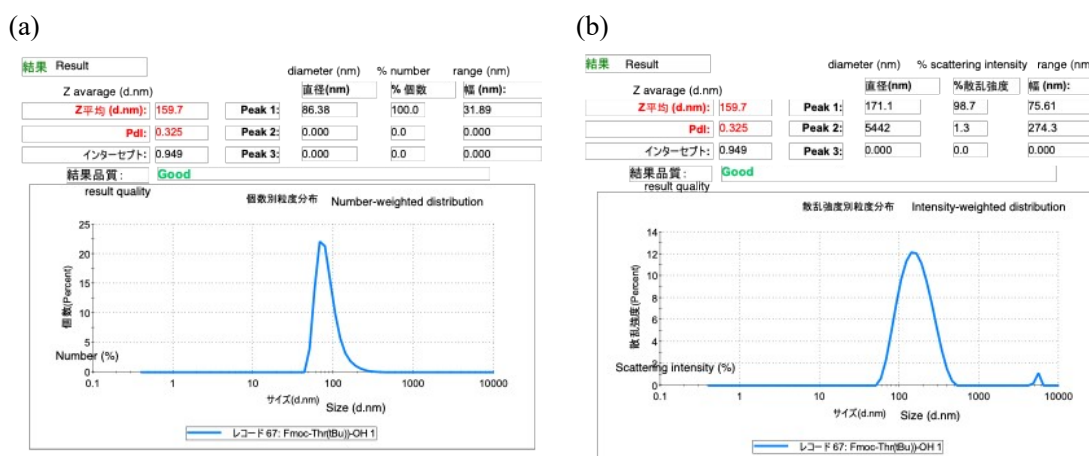 (a)
結果 Result
diameter (nm) % number range (nm)
Z avarage (d.nm) 直径(nm) % 個数 幅 (nm):
Z平均 (d.nm): 159.7 Peak 1: 86.38 100.0 31.89
PdI: 0.325 Peak 2: 0.000 0.0 0.000
インターセプト: 0.949 Peak 3: 0.000 0.0 0.000
結果品質: Good
result quality
個数別粒度分布 Number-weighted distribution
25
20
15
10
5
0
個数(Percent)
Number (%)
0.1 1 10 100 1000 10000
サイズ(d.nm) Size (d.nm)
レコード 67: Fmoc-Thr(tBu))-OH 1
(b)
結果 Result
diameter (nm) % scattering intensity range (nm)
Z avarage (d.nm) 直径(nm) %散乱強度 幅 (nm):
Z平均 (d.nm): 159.7 Peak 1: 171.1 98.7 75.61
PdI: 0.325 Peak 2: 5442 1.3 274.3
インターセプト: 0.949 Peak 3: 0.000 0.0 0.000
結果品質: Good
result quality
散乱強度別粒度分布 Intensity-weighted distribution
14
12
10
8
6
4
2
0
散乱強度(Percent)
Scattering intensity (%)
0.1 1 10 100 1000 10000
サイズ(d.nm) Size (d.nm)
レコード 67: Fmoc-Thr(tBu))-OH 1